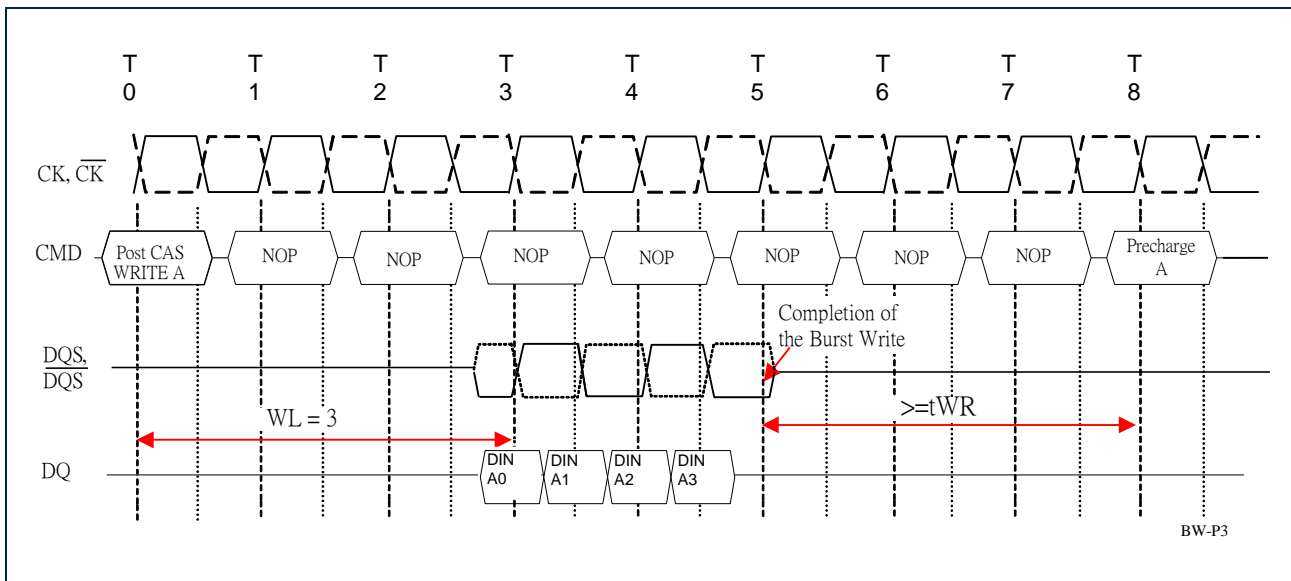 T T T T T T T T T
0 1 2 3 4 5 6 7 8
CK, CK
CMD
Post CAS
WRITE A
NOP
NOP
NOP
NOP
NOP
NOP
NOP
Precharge
A
Completion of
the Burst Write
DQS,
DQS
WL = 3
>=tWR
DQ
DIN
A0
DIN
A1
DIN
A2
DIN
A3
BW-P3